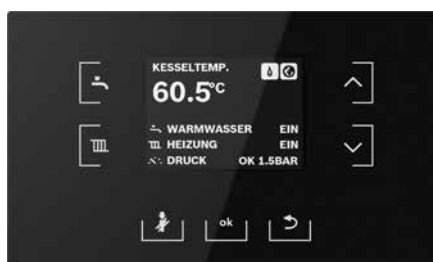 KESSELTEMP.
60.5°C
WARMWASSER EIN
HEIZUNG EIN
DRUCK OK 1.5BAR
ok